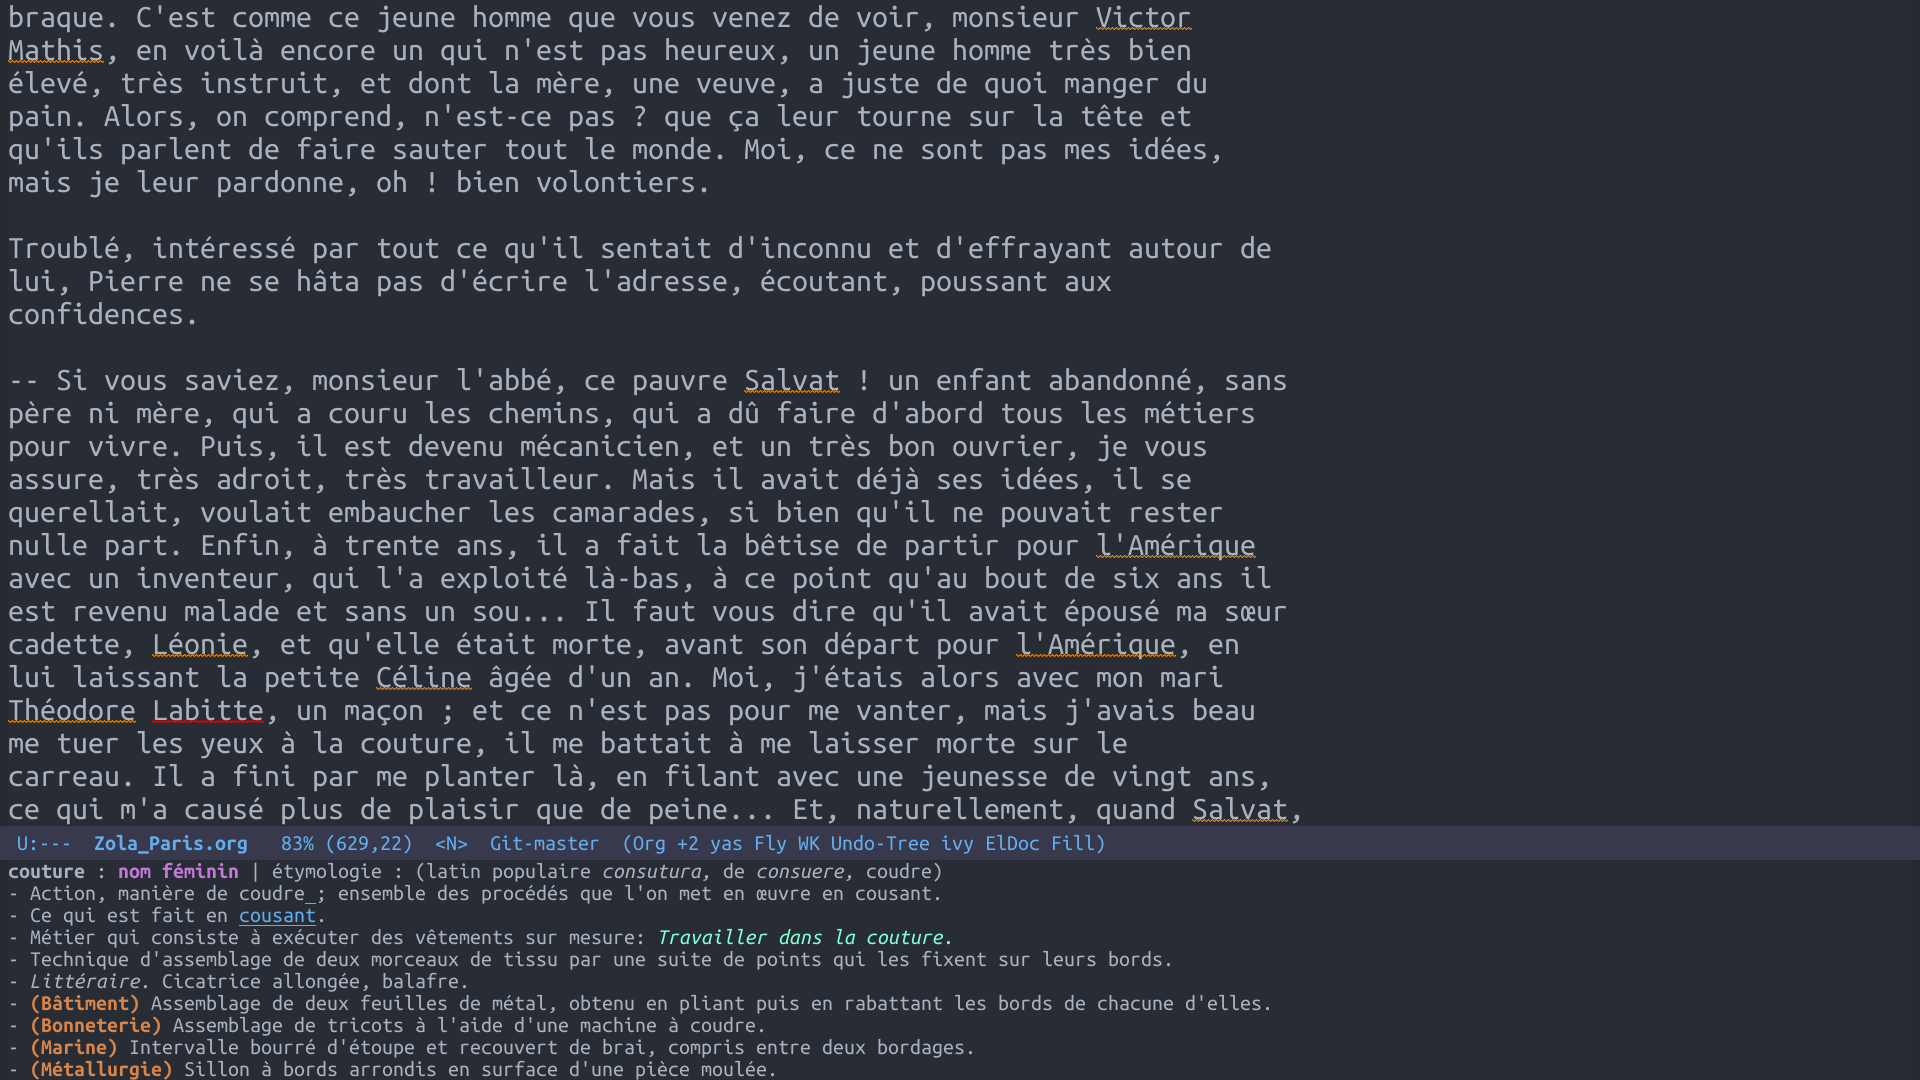 braque. C'est comme ce jeune homme que vous venez de voir, monsieur Victor
Mathis, en voilà encore un qui n'est pas heureux, un jeune homme très bien
élevé, très instruit, et dont la mère, une veuve, a juste de quoi manger du
pain. Alors, on comprend, n'est-ce pas ? que ça leur tourne sur la tête et
qu'ils parlent de faire sauter tout le monde. Moi, ce ne sont pas mes idées,
mais je leur pardonne, oh ! bien volontiers.
Troublé, intéressé par tout ce qu'il sentait d'inconnu et d'effrayant autour de
lui, Pierre ne se hâta pas d'écrire l'adresse, écoutant, poussant aux
confidences.
-- Si vous saviez, monsieur l'abbé, ce pauvre Salvat ! un enfant abandonné, sans
père ni mère, qui a couru les chemins, qui a dû faire d'abord tous les métiers
pour vivre. Puis, il est devenu mécanicien, et un très bon ouvrier, je vous
assure, très adroit, très travailleur. Mais il avait déjà ses idées, il se
querellait, voulait embaucher les camarades, si bien qu'il ne pouvait rester
nulle part. Enfin, à trente ans, il a fait la bêtise de partir pour l'Amérique
avec un inventeur, qui l'a exploité là-bas, à ce point qu'au bout de six ans il
est revenu malade et sans un sou... Il faut vous dire qu'il avait épousé ma sœur
cadette, Léonie, et qu'elle était morte, avant son départ pour l'Amérique, en
lui laissant la petite Céline âgée d'un an. Moi, j'étais alors avec mon mari
Théodore Labitte, un maçon ; et ce n'est pas pour me vanter, mais j'avais beau
me tuer les yeux à la couture, il me battait à me laisser morte sur le
carreau. Il a fini par me planter là, en filant avec une jeunesse de vingt ans,
ce qui m'a causé plus de plaisir que de peine... Et, naturellement, quand Salvat,
U:--- Zola_Paris.org 83% (629,22) <N> Git-master (Org +2 yas Fly WK Undo-Tree ivy ElDoc Fill)
couture : nom féminin | étymologie : (latin populaire consutura, de consuere, coudre)
- Action, manière de coudre_; ensemble des procédés que l'on met en œuvre en cousant.
- Ce qui est fait en cousant.
- Métier qui consiste à exécuter des vêtements sur mesure: Travailler dans la couture.
- Technique d'assemblage de deux morceaux de tissu par une suite de points qui les fixent sur leurs bords.
- Littéraire. Cicatrice allongée, balafre.
- (Bâtiment) Assemblage de deux feuilles de métal, obtenu en pliant puis en rabattant les bords de chacune d'elles.
- (Bonneterie) Assemblage de tricots à l'aide d'une machine à coudre.
- (Marine) Intervalle bourré d'étoupe et recouvert de brai, compris entre deux bordages.
- (Métallurgie) Sillon à bords arrondis en surface d'une pièce moulée.